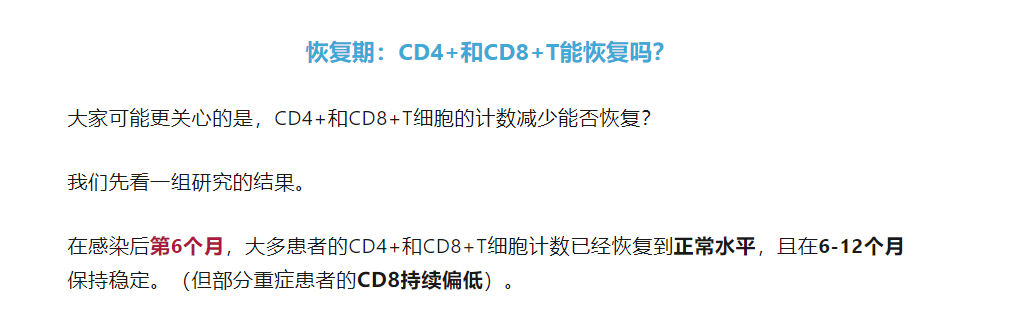 恢复期：CD4+和CD8+T能恢复吗？
大家可能更关心的是，CD4+和CD8+T细胞的计数减少能否恢复？
我们先看一组研究的结果。
在感染后第6个月，大多患者的CD4+和CD8+T细胞计数已经恢复到正常水平，且在6-12个月
保持稳定。（但部分重症患者的CD8持续偏低）。